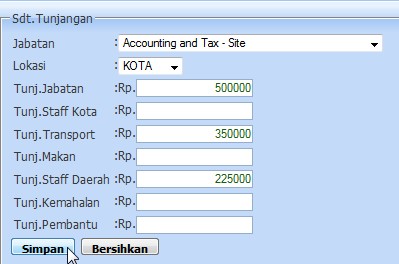 Sdt.Tunjangan
Jabatan :Accounting and Tax - Site
Lokasi :KOTA
Tunj.Jabatan :Rp. 500000
Tunj.Staff Kota :Rp.
Tunj.Transport :Rp. 350000
Tunj.Makan :Rp.
Tunj.Staff Daerah :Rp. 225000
Tunj.Kemahalan :Rp.
Tunj.Pembantu :Rp.
Simpan Bersihkan